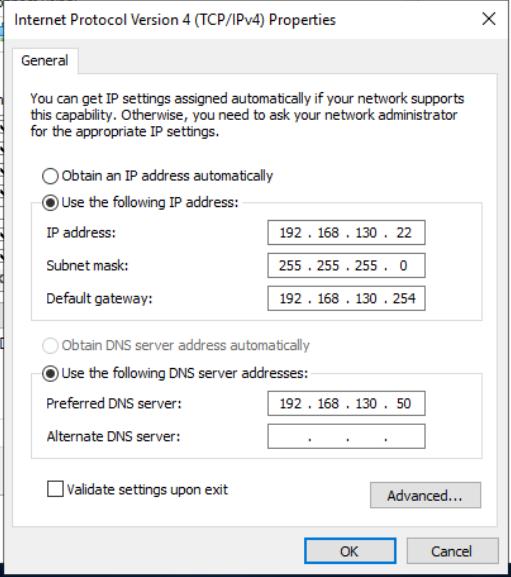 Internet Protocol Version 4 (TCP/IPv4) Properties
General
You can get IP settings assigned automatically if your network supports
this capability. Otherwise, you need to ask your network administrator
for the appropriate IP settings.
Obtain an IP address automatically
Use the following IP address:
IP address: 192 . 168 . 130 . 22
Subnet mask: 255 . 255 . 255 . 0
Default gateway: 192 . 168 . 130 . 254
Obtain DNS server address automatically
Use the following DNS server addresses:
Preferred DNS server: 192 . 168 . 130 . 50
Alternate DNS server: . . .
Validate settings upon exit
Advanced...
OK Cancel